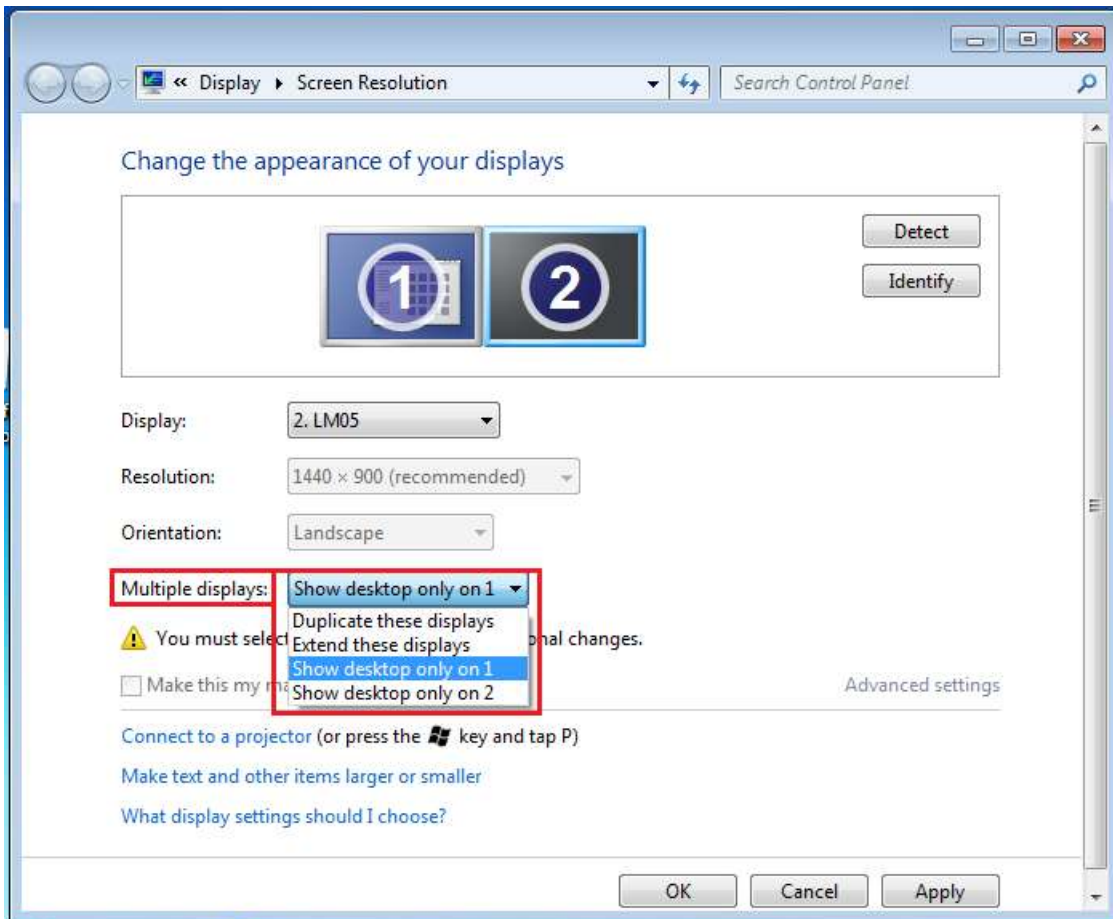 « Display ▸ Screen Resolution
Search Control Panel
Change the appearance of your displays
1
2
Detect
Identify
Display: 2. LM05
Resolution: 1440 × 900 (recommended)
Orientation: Landscape
Multiple displays: Show desktop only on 1
Duplicate these displays
You must select onal changes.
Extend these displays
Show desktop only on 1
Make this my Advanced settings
Show desktop only on 2
Connect to a projector (or press the key and tap P)
Make text and other items larger or smaller
What display settings should I choose?
OK Cancel Apply